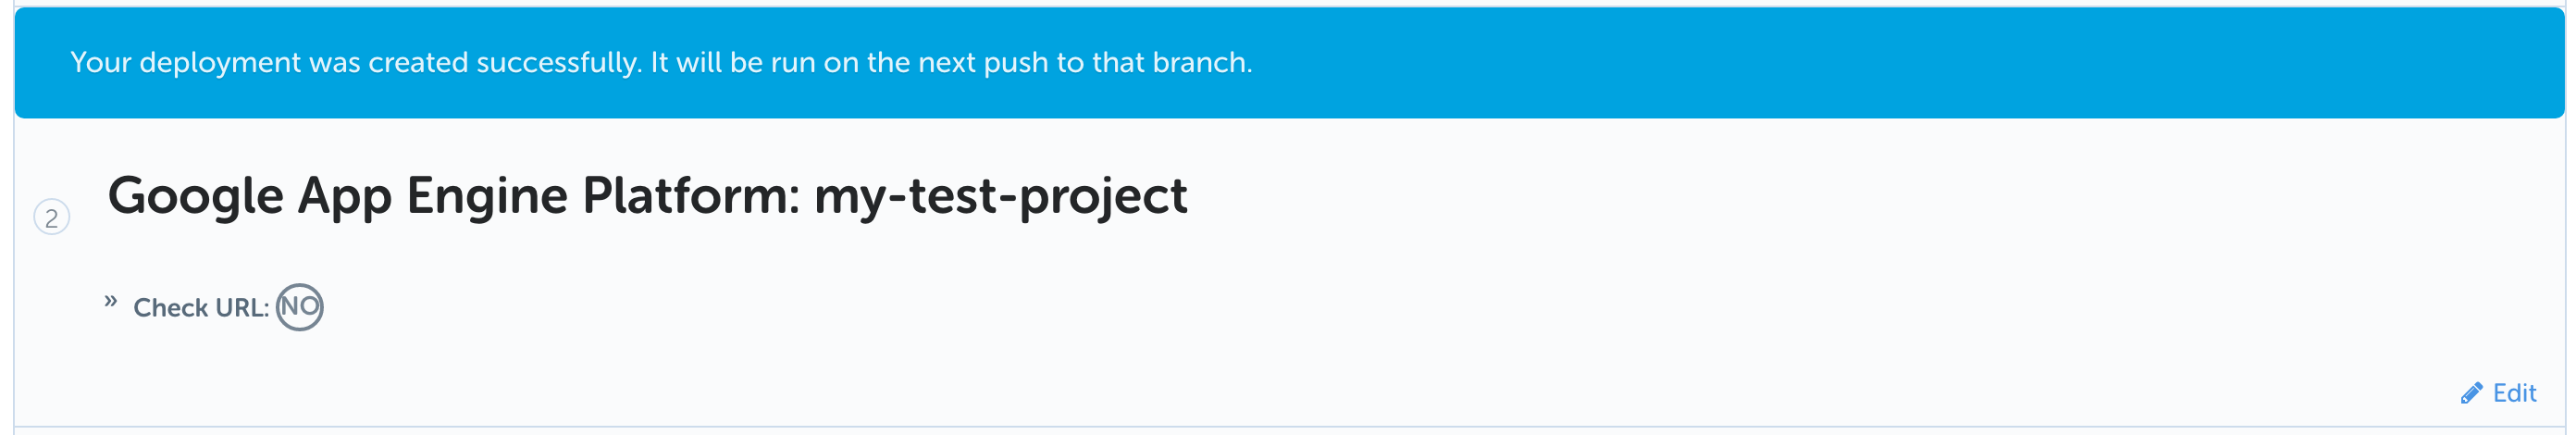 Your deployment was created successfully. It will be run on the next push to that branch.
Google App Engine Platform: my-test-project
2
» Check URL: NO
Edit